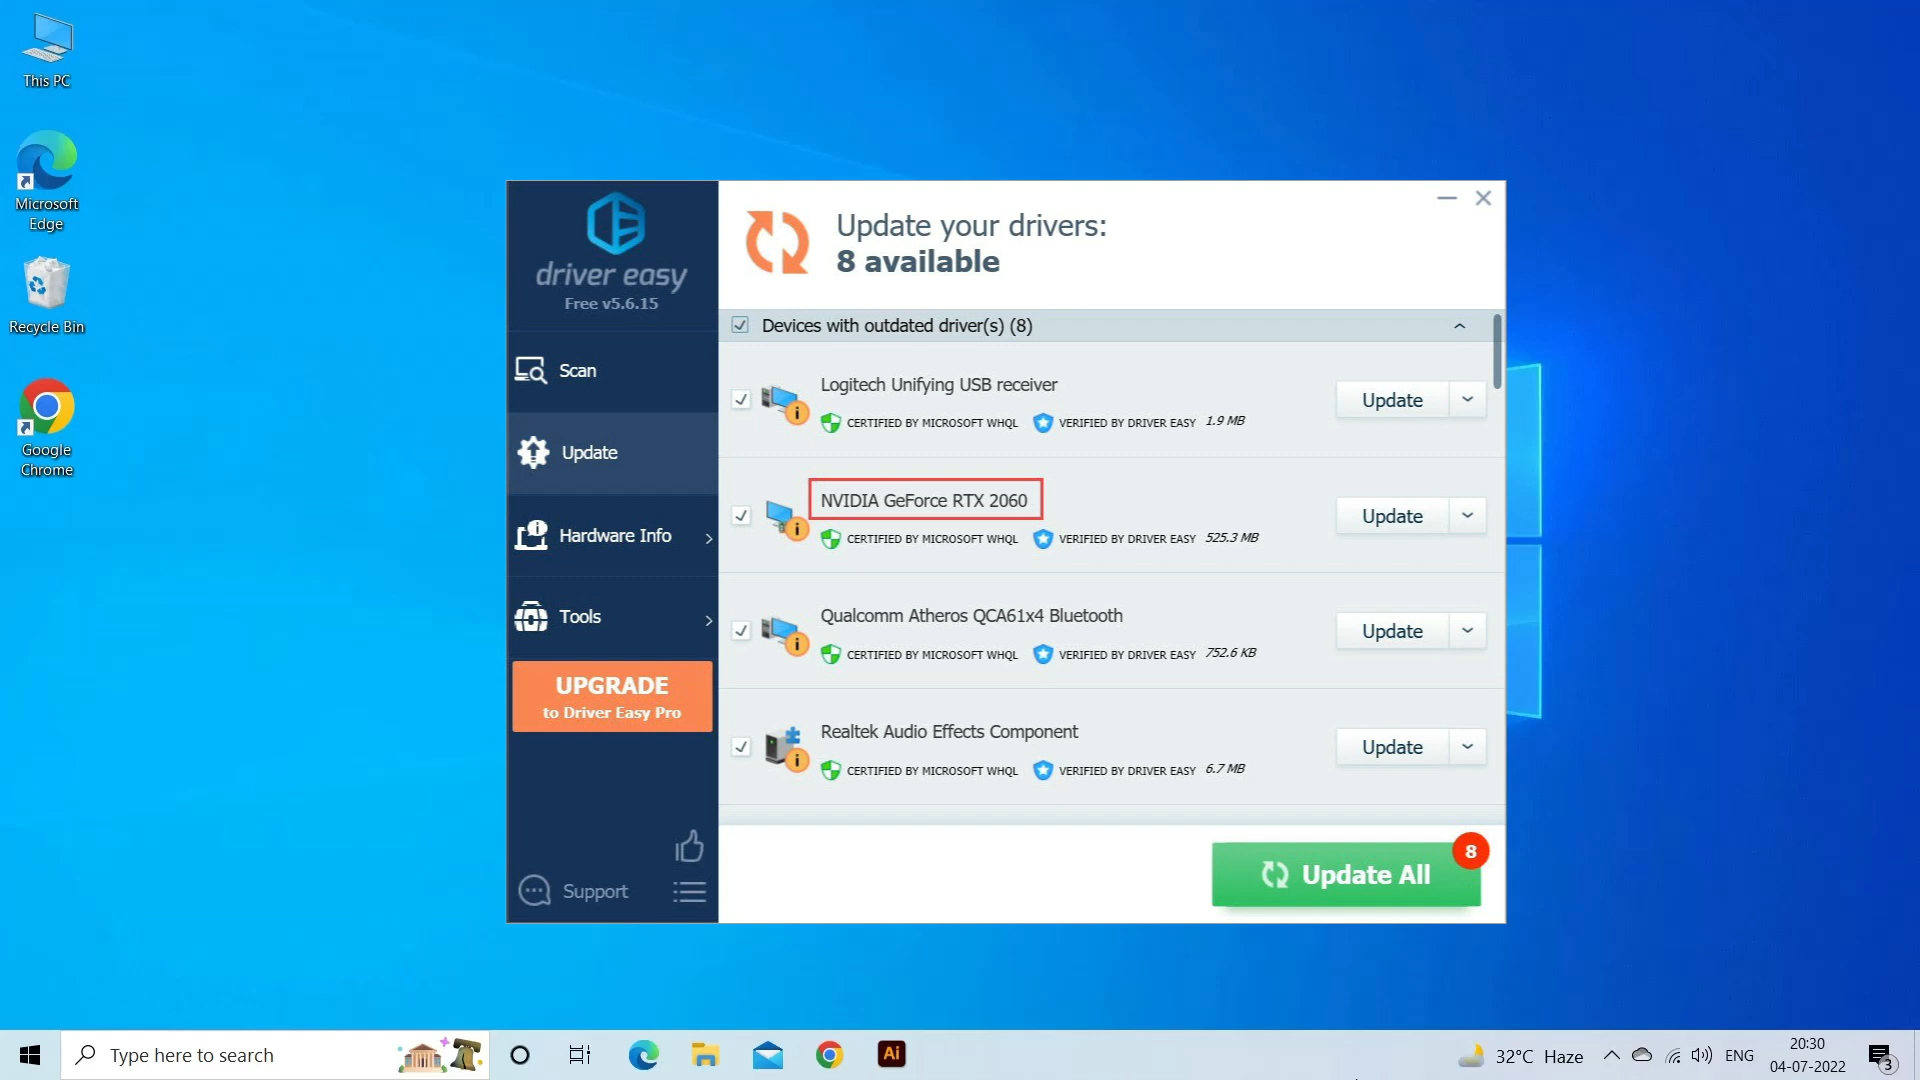 This PC
Microsoft
Edge
Recycle Bin
Google
Chrome
driver easy
Free v5.6.15
Scan
Update
Hardware Info
Tools
UPGRADE
to Driver Easy Pro
Support
Update your drivers:
8 available
Devices with outdated driver(s) (8)
Logitech Unifying USB receiver
CERTIFIED BY MICROSOFT WHQL VERIFIED BY DRIVER EASY 1.9 MB
Update
NVIDIA GeForce RTX 2060
CERTIFIED BY MICROSOFT WHQL VERIFIED BY DRIVER EASY 525.3 MB
Update
Qualcomm Atheros QCA61x4 Bluetooth
CERTIFIED BY MICROSOFT WHQL VERIFIED BY DRIVER EASY 752.6 KB
Update
Realtek Audio Effects Component
CERTIFIED BY MICROSOFT WHQL VERIFIED BY DRIVER EASY 6.7 MB
Update
Update All
8
Type here to search
Ai
32°C Haze
ENG
20:30
04-07-2022
3